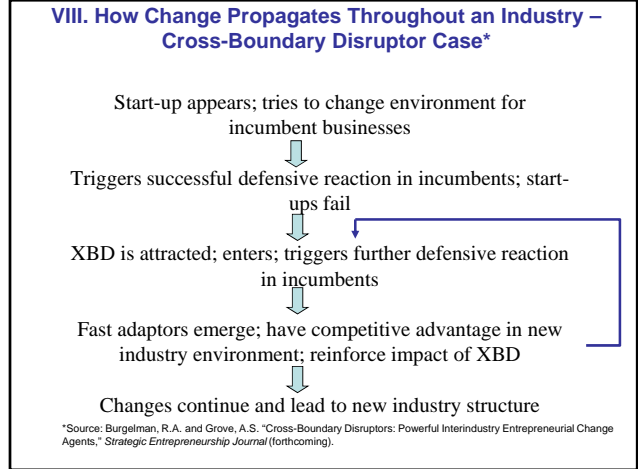 VIII. How Change Propagates Throughout an Industry –
Cross-Boundary Disruptor Case*
Start-up appears; tries to change environment for
incumbent businesses
Triggers successful defensive reaction in incumbents; start-
ups fail
XBD is attracted; enters; triggers further defensive reaction
in incumbents
Fast adaptors emerge; have competitive advantage in new
industry environment; reinforce impact of XBD
Changes continue and lead to new industry structure
*Source: Burgelman, R.A. and Grove, A.S. “Cross-Boundary Disruptors: Powerful Interindustry Entrepreneurial Change
Agents,” Strategic Entrepreneurship Journal (forthcoming).